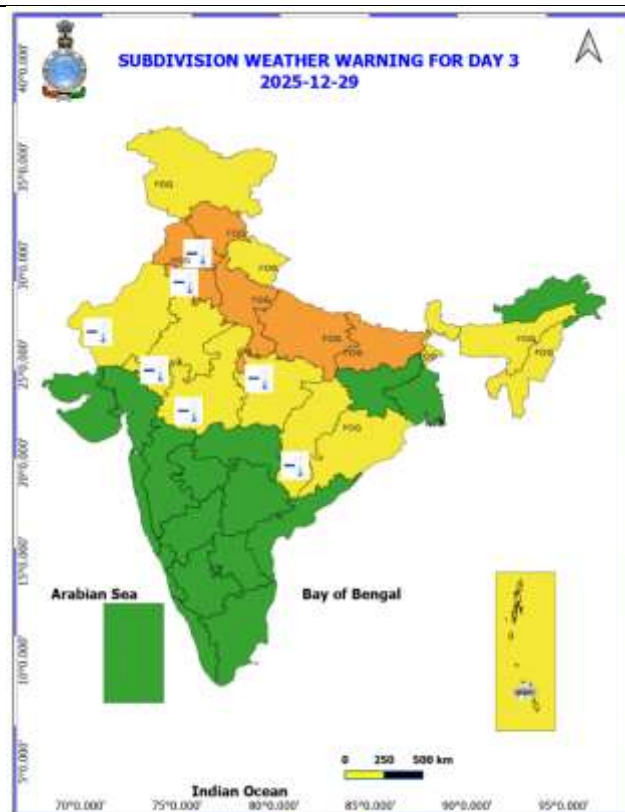 SUBDIVISION WEATHER WARNING FOR DAY 3
2025-12-29
40°0.000'
35°0.000'
FOG
FOG
30°0.000'
FOG
FOG
FOG
25°0.000'
FOG
FOG
FOG
FOG
20°0.000'
15°0.000'
Arabian Sea
Bay of Bengal
10°0.000'
5°0.000'
0 250 500 km
Indian Ocean
70°0.000' 75°0.000' 80°0.000' 85°0.000' 90°0.000' 95°0.000'